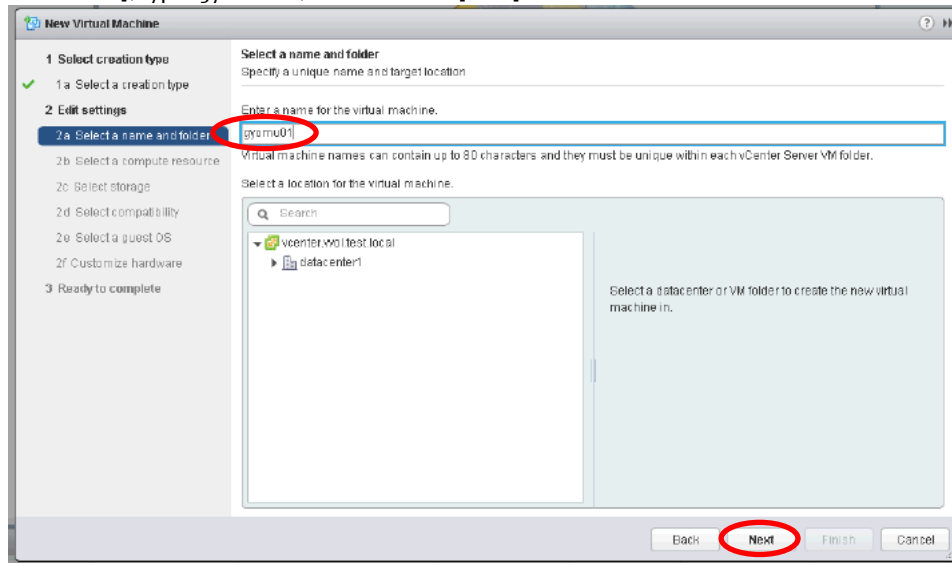 New Virtual Machine
1 Select creation type
1a Select a creation type
2 Edit settings
2a Select a name and folder
2b Select a compute resource
2c Select storage
2d Select compatibility
2e Select a guest OS
2f Customize hardware
3 Ready to complete
Select a name and folder
Specify a unique name and target location
Enter a name for the virtual machine.
gyomu01
Virtual machine names can contain up to 80 characters and they must be unique within each vCenter Server VM folder.
Select a location for the virtual machine.
Search
vcenter.wol.test.local
datacenter1
Select a datacenter or VM folder to create the new virtual
machine in.
Back
Next
Finish
Cancel